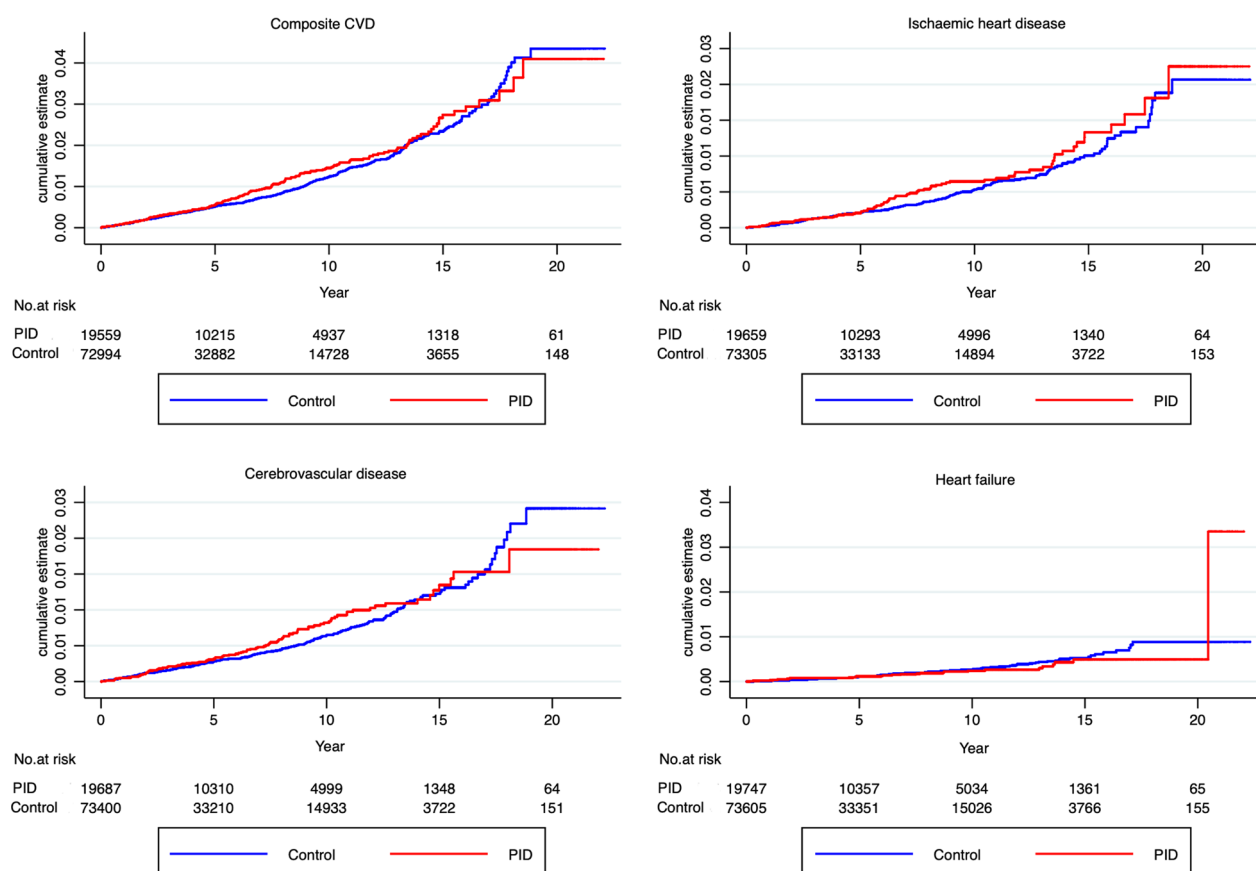 Composite CVD
cumulative estimate
0.04
0.03
0.02
0.01
0.00
0 5 10 15 20
Year
No.at risk
PID 19559 10215 4937 1318 61
Control 72994 32882 14728 3655 148
Control PID
Ischaemic heart disease
cumulative estimate
0.03
0.02
0.01
0.01
0.01
0.00
0 5 10 15 20
Year
No.at risk
PID 19659 10293 4996 1340 64
Control 73305 33133 14894 3722 153
Control PID
Cerebrovascular disease
cumulative estimate
0.03
0.02
0.01
0.01
0.01
0.00
0 5 10 15 20
Year
No.at risk
PID 19687 10310 4999 1348 64
Control 73400 33210 14933 3722 151
Control PID
Heart failure
cumulative estimate
0.04
0.03
0.02
0.01
0.00
0 5 10 15 20
Year
No.at risk
PID 19747 10357 5034 1361 65
Control 73605 33351 15026 3766 155
Control PID